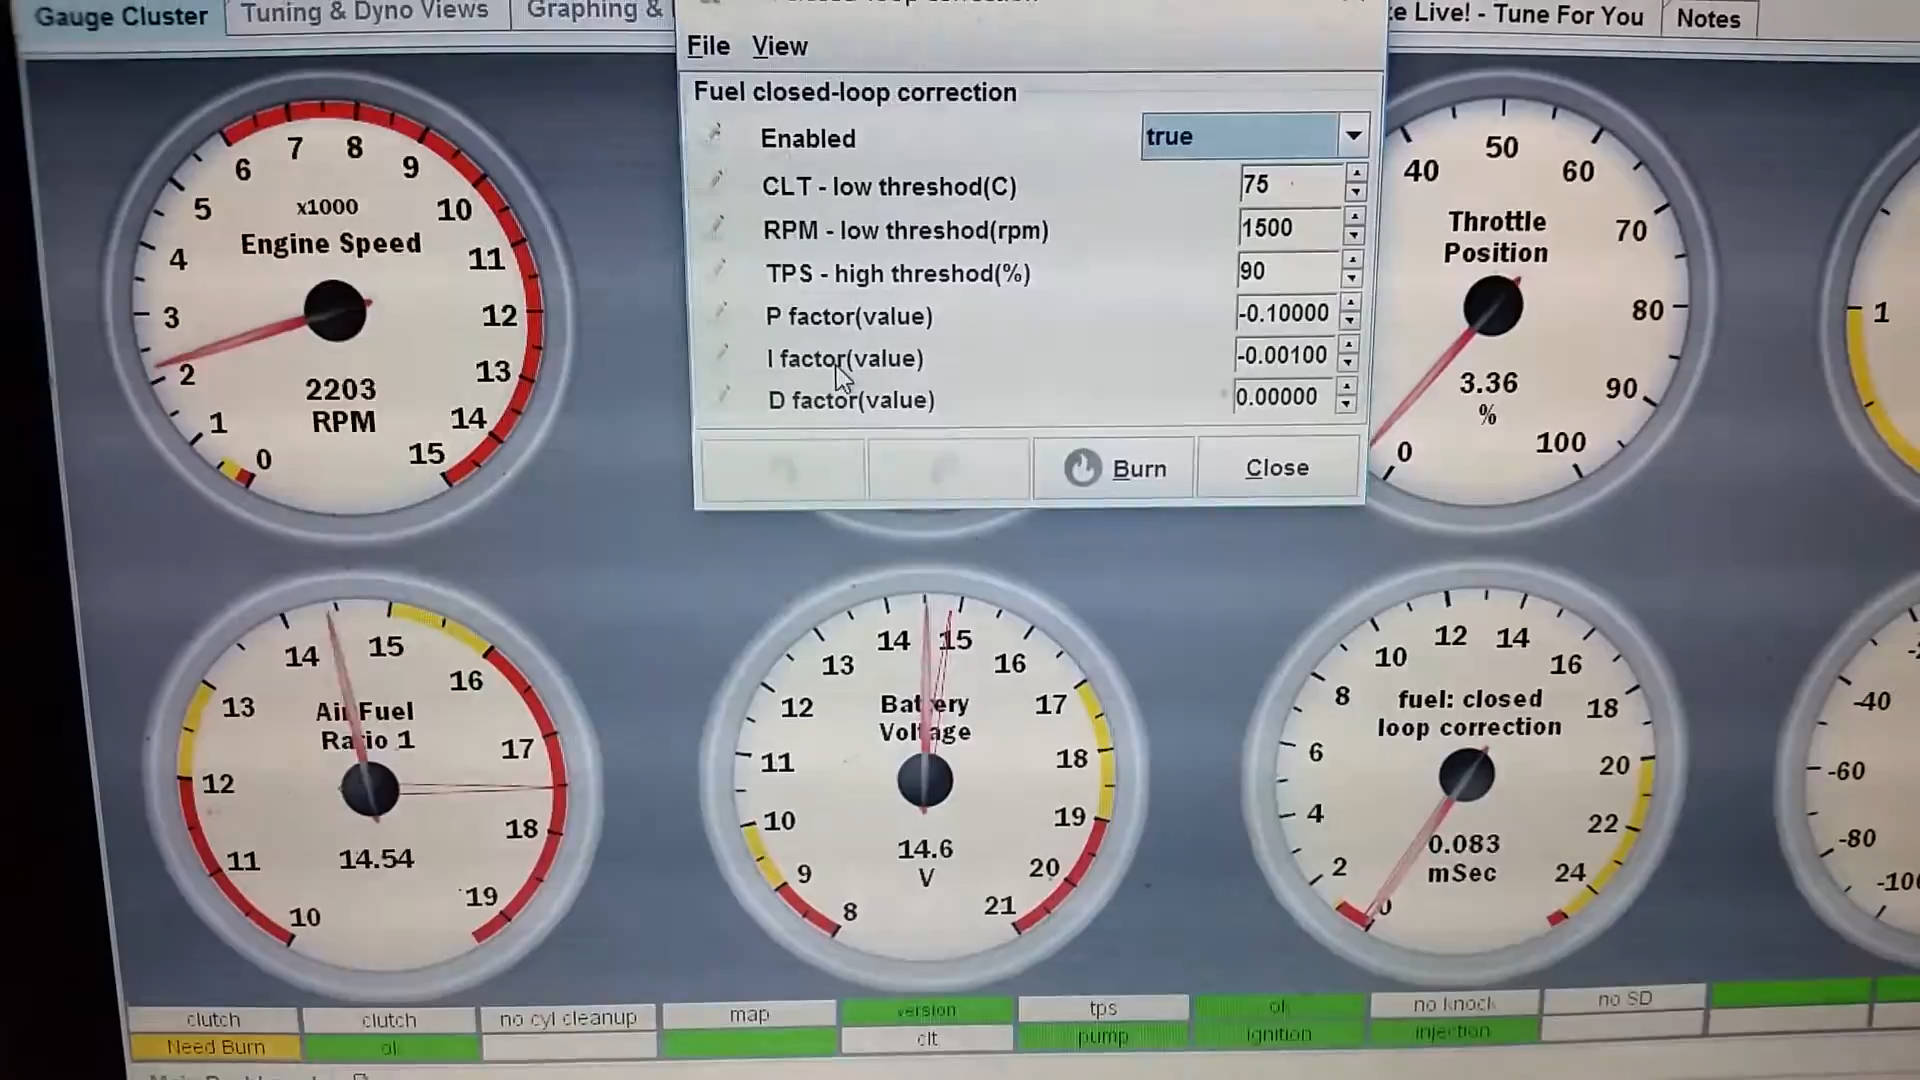 Gauge Cluster
Tuning & Dyno Views
Graphing &
e Live! - Tune For You
Notes
File View
Fuel closed-loop correction
Enabled
true
CLT - low threshod(C)
75
RPM - low threshod(rpm)
1500
TPS - high threshod(%)
90
P factor(value)
-0.10000
I factor(value)
-0.00100
D factor(value)
0.00000
Burn
Close
0
1
2
3
4
5
6
7
8
9
10
11
12
13
14
15
x1000
Engine Speed
2203
RPM
0
40
50
60
70
80
90
100
Throttle
Position
3.36
%
1
10
11
12
13
14
15
16
17
18
19
Air Fuel
Ratio 1
14.54
8
9
10
11
12
13
14
15
16
17
18
19
20
21
Battery
Voltage
14.6
V
0
2
4
6
8
10
12
14
16
18
20
22
24
fuel: closed
loop correction
0.083
mSec
-40
-60
-80
clutch
clutch
no cyl cleanup
map
version
tps
ok
no knock
no SD
Need Burn
ok
clt
pump
ignition
injection